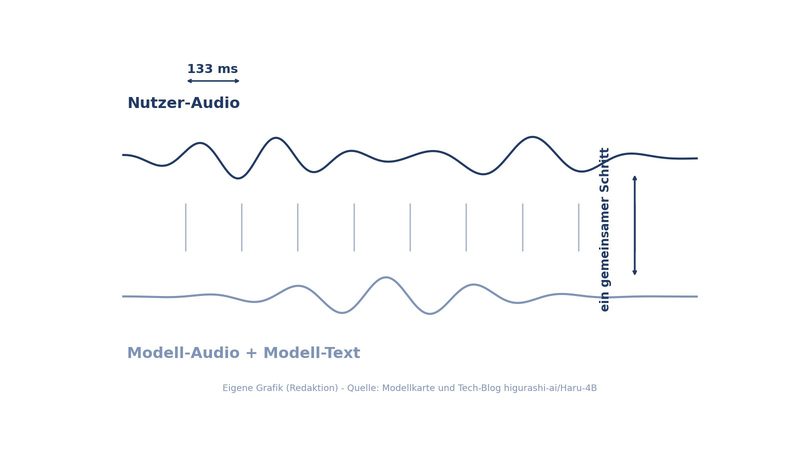 133 ms
Nutzer-Audio
ein gemeinsamer Schritt
Modell-Audio + Modell-Text
Eigene Grafik (Redaktion) - Quelle: Modellkarte und Tech-Blog higurashi-ai/Haru-4B